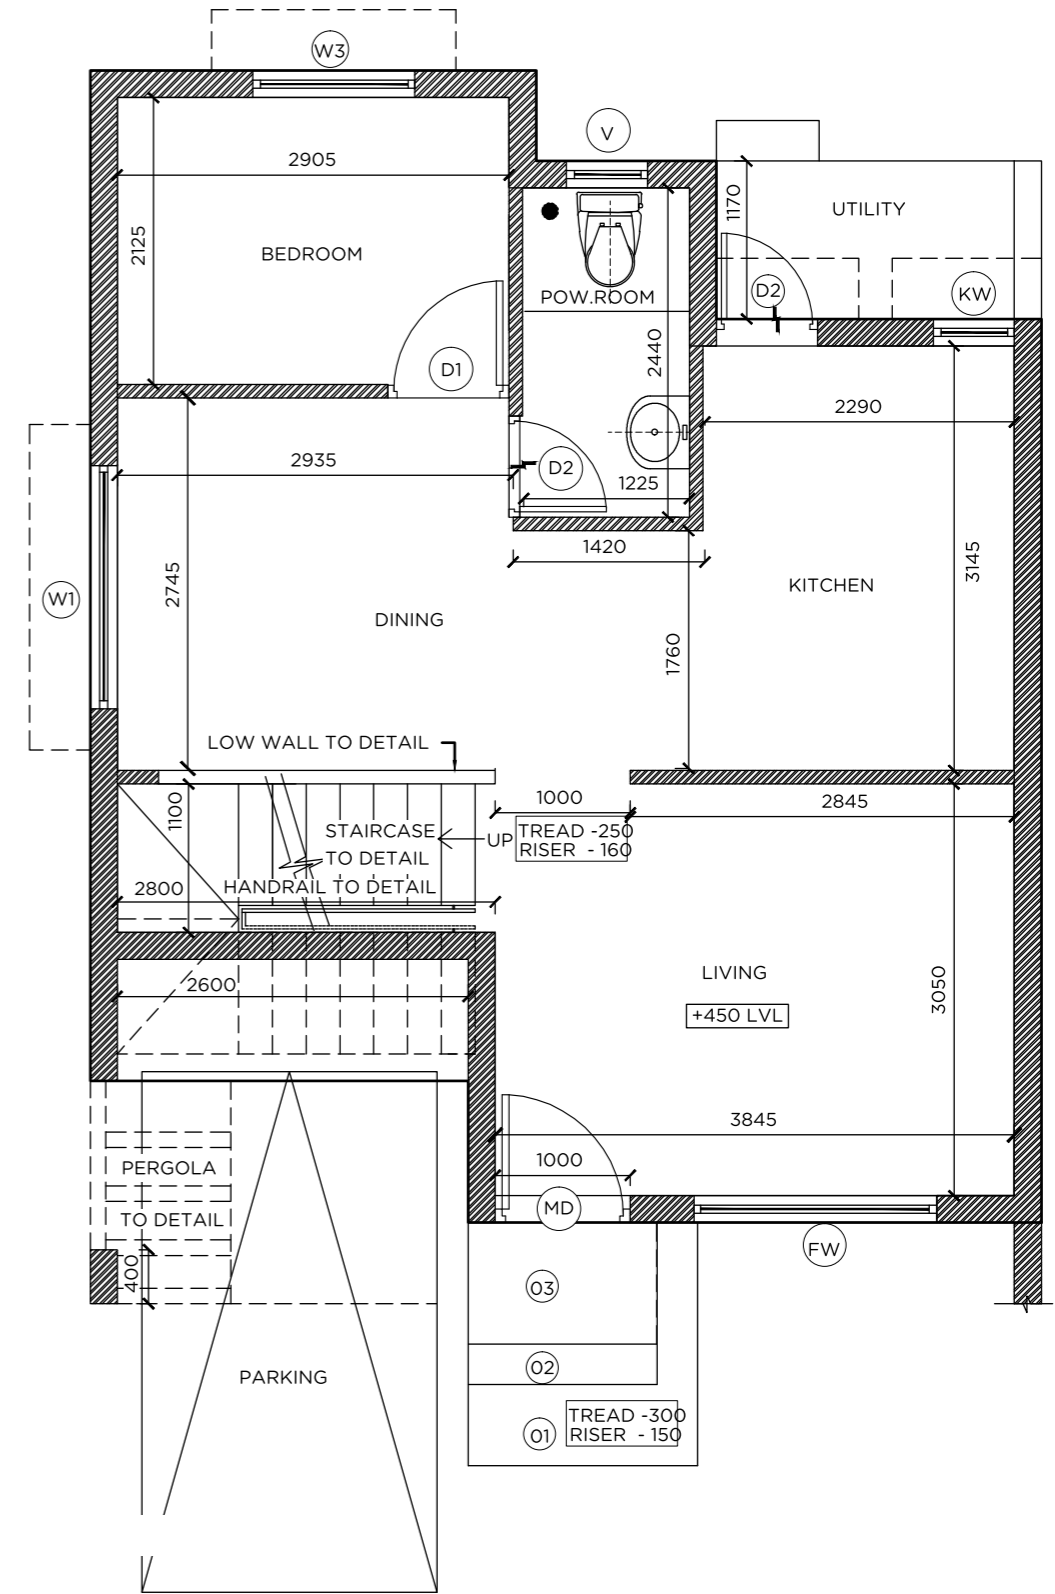 W3
V
2905
1170
UTILITY
2125
BEDROOM
D2
KW
POW.ROOM
2440
D1
2290
2935
D2
1225
1420
3145
W1
2745
KITCHEN
DINING
1760
LOW WALL TO DETAIL
1100
1000
2845
STAIRCASE
TO DETAIL
UP
TREAD -250
RISER - 160
2800
HANDRAIL TO DETAIL
LIVING
2600
+450 LVL
3050
3845
PERGOLA
TO DETAIL
1000
MD
FW
400
03
02
PARKING
TREAD -300
RISER - 150
01